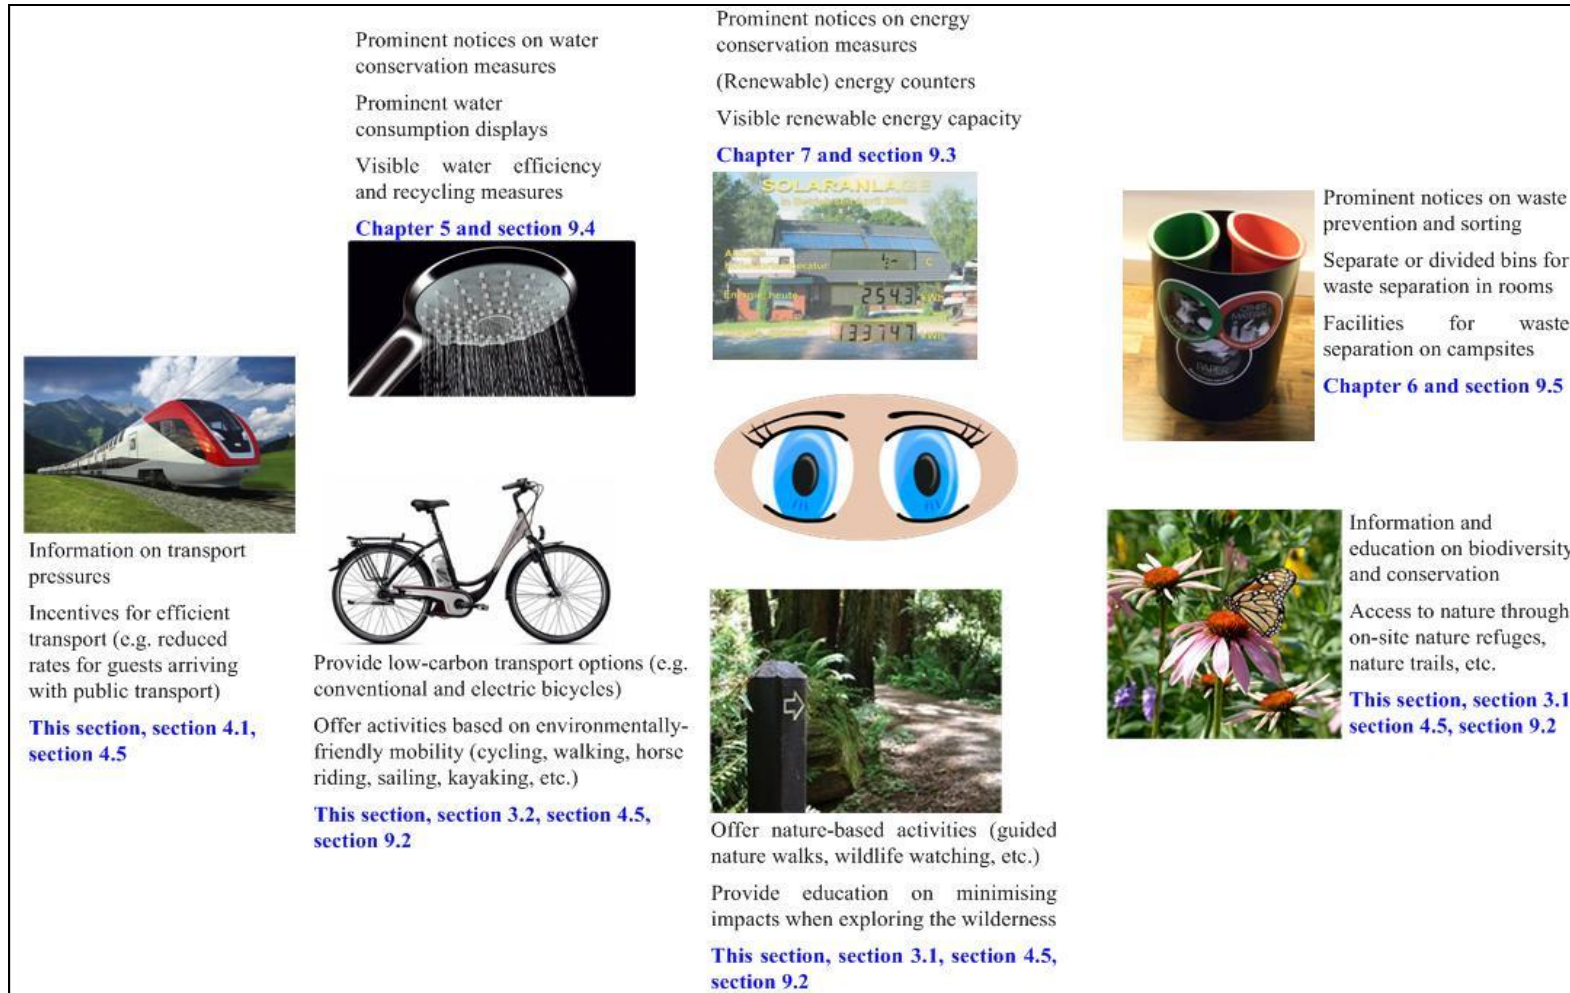 Prominent notices on water
conservation measures
Prominent water
consumption displays
Visible water efficiency
and recycling measures
Chapter 5 and section 9.4
Prominent notices on energy
conservation measures
(Renewable) energy counters
Visible renewable energy capacity
Chapter 7 and section 9.3
SOLARANLAGE
Energie heute 254.3 kWh
133747 kWh
Prominent notices on waste
prevention and sorting
Separate or divided bins for
waste separation in rooms
Facilities for waste
separation on campsites
Chapter 6 and section 9.5
PAPER
Information on transport
pressures
Incentives for efficient
transport (e.g. reduced
rates for guests arriving
with public transport)
This section, section 4.1,
section 4.5
Provide low-carbon transport options (e.g.
conventional and electric bicycles)
Offer activities based on environmentally-
friendly mobility (cycling, walking, horse
riding, sailing, kayaking, etc.)
This section, section 3.2, section 4.5,
section 9.2
Offer nature-based activities (guided
nature walks, wildlife watching, etc.)
Provide education on minimising
impacts when exploring the wilderness
This section, section 3.1, section 4.5,
section 9.2
Information and
education on biodiversity
and conservation
Access to nature through
on-site nature refuges,
nature trails, etc.
This section, section 3.1
section 4.5, section 9.2